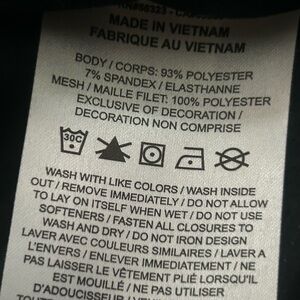 MADE IN VIETNAM
FABRIQUE AU VIETNAM
BODY / CORPS: 93% POLYESTER
7% SPANDEX / ELASTHANNE
MESH / MAILLE FILET: 100% POLYESTER
EXCLUSIVE OF DECORATION /
DECORATION NON COMPRISE
30C
WASH WITH LIKE COLORS / WASH INSIDE
OUT / REMOVE IMMEDIATELY / DO NOT ALLOW
TO LAY ON ITSELF WHEN WET / DO NOT USE
SOFTENERS / FASTEN ALL CLOSURES TO
WASH AND DRY / DO NOT IRON DESIGN
LAVER AVEC COULEURS SIMILAIRES / LAVER A
L'ENVERS / ENLEVER IMMEDIATEMENT / NE
PAS LAISSER LE VÊTEMENT PLIÉ LORSQU'IL
EST MOUILLÉ / NE PAS UTILISER
D'ADOUCISSEUR